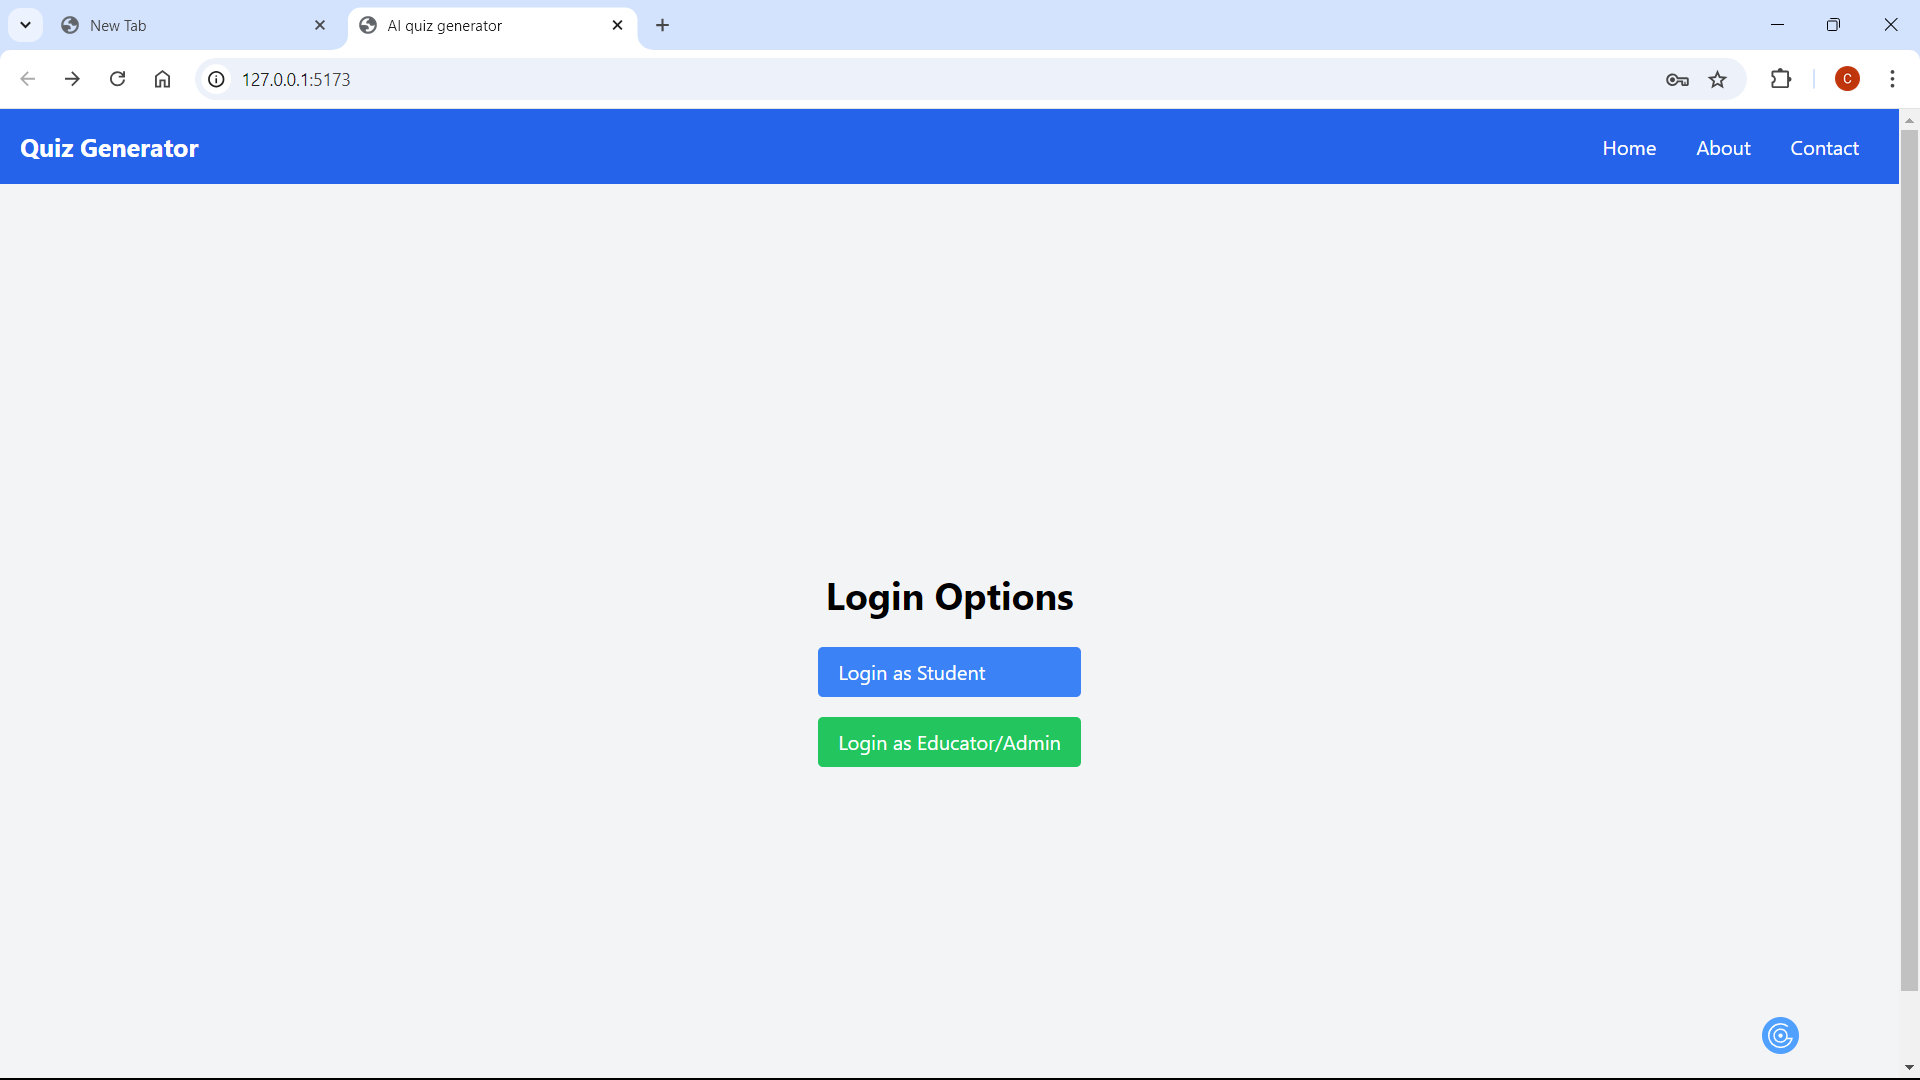 New Tab
AI quiz generator
127.0.0.1:5173
C
Quiz Generator
Home
About
Contact
Login Options
Login as Student
Login as Educator/Admin